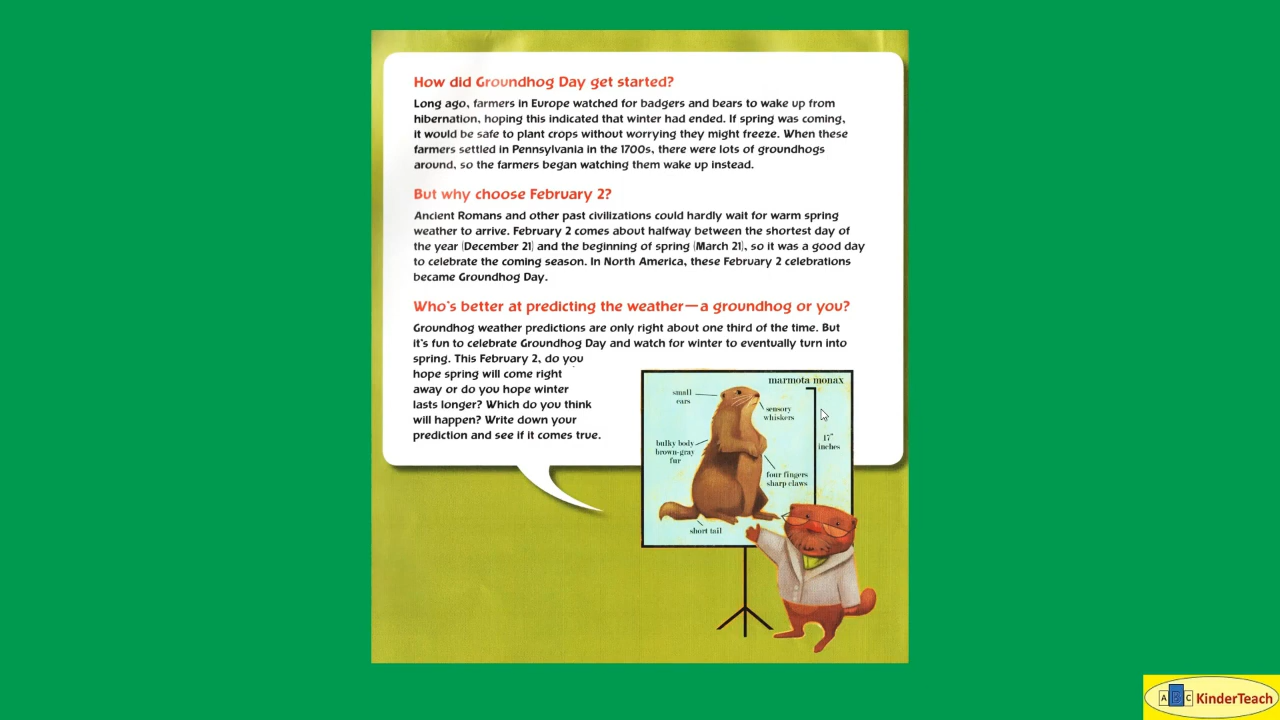 How did Groundhog Day get started?
Long ago, farmers in Europe watched for badgers and bears to wake up from
hibernation, hoping this indicated that winter had ended. If spring was coming,
it would be safe to plant crops without worrying they might freeze. When these
farmers settled in Pennsylvania in the 1700s, there were lots of groundhogs
around, so the farmers began watching them wake up instead.
But why choose February 2?
Ancient Romans and other past civilizations could hardly wait for warm spring
weather to arrive. February 2 comes about halfway between the shortest day of
the year (December 21) and the beginning of spring (March 21), so it was a good day
to celebrate the coming season. In North America, these February 2 celebrations
became Groundhog Day.
Who's better at predicting the weather—a groundhog or you?
Groundhog weather predictions are only right about one third of the time. But
it's fun to celebrate Groundhog Day and watch for winter to eventually turn into
spring. This February 2, do you
hope spring will come right
away or do you hope winter
lasts longer? Which do you think
will happen? Write down your
prediction and see if it comes true.
marmota monax
small
ears
sensory
whiskers
17"
inches
bulky body
brown-gray
fur
four fingers
sharp claws
short tail
A B C KinderTeach